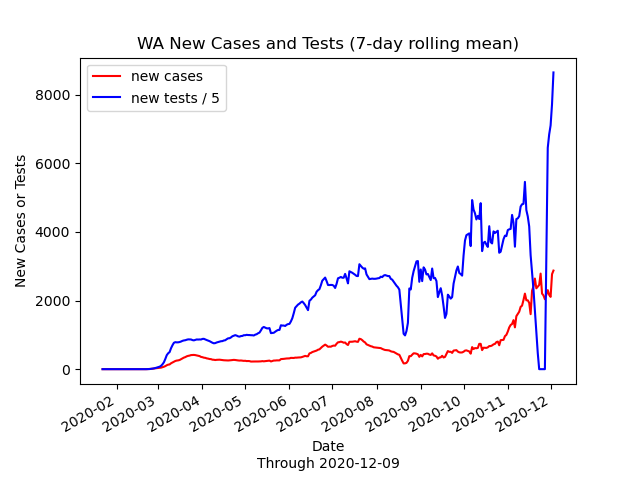 WA New Cases and Tests (7-day rolling mean)
new cases
new tests / 5
8000
6000
4000
2000
0
New Cases or Tests
2020-02
2020-03
2020-04
2020-05
2020-06
2020-07
2020-08
2020-09
2020-10
2020-11
2020-12
Date
Through 2020-12-09